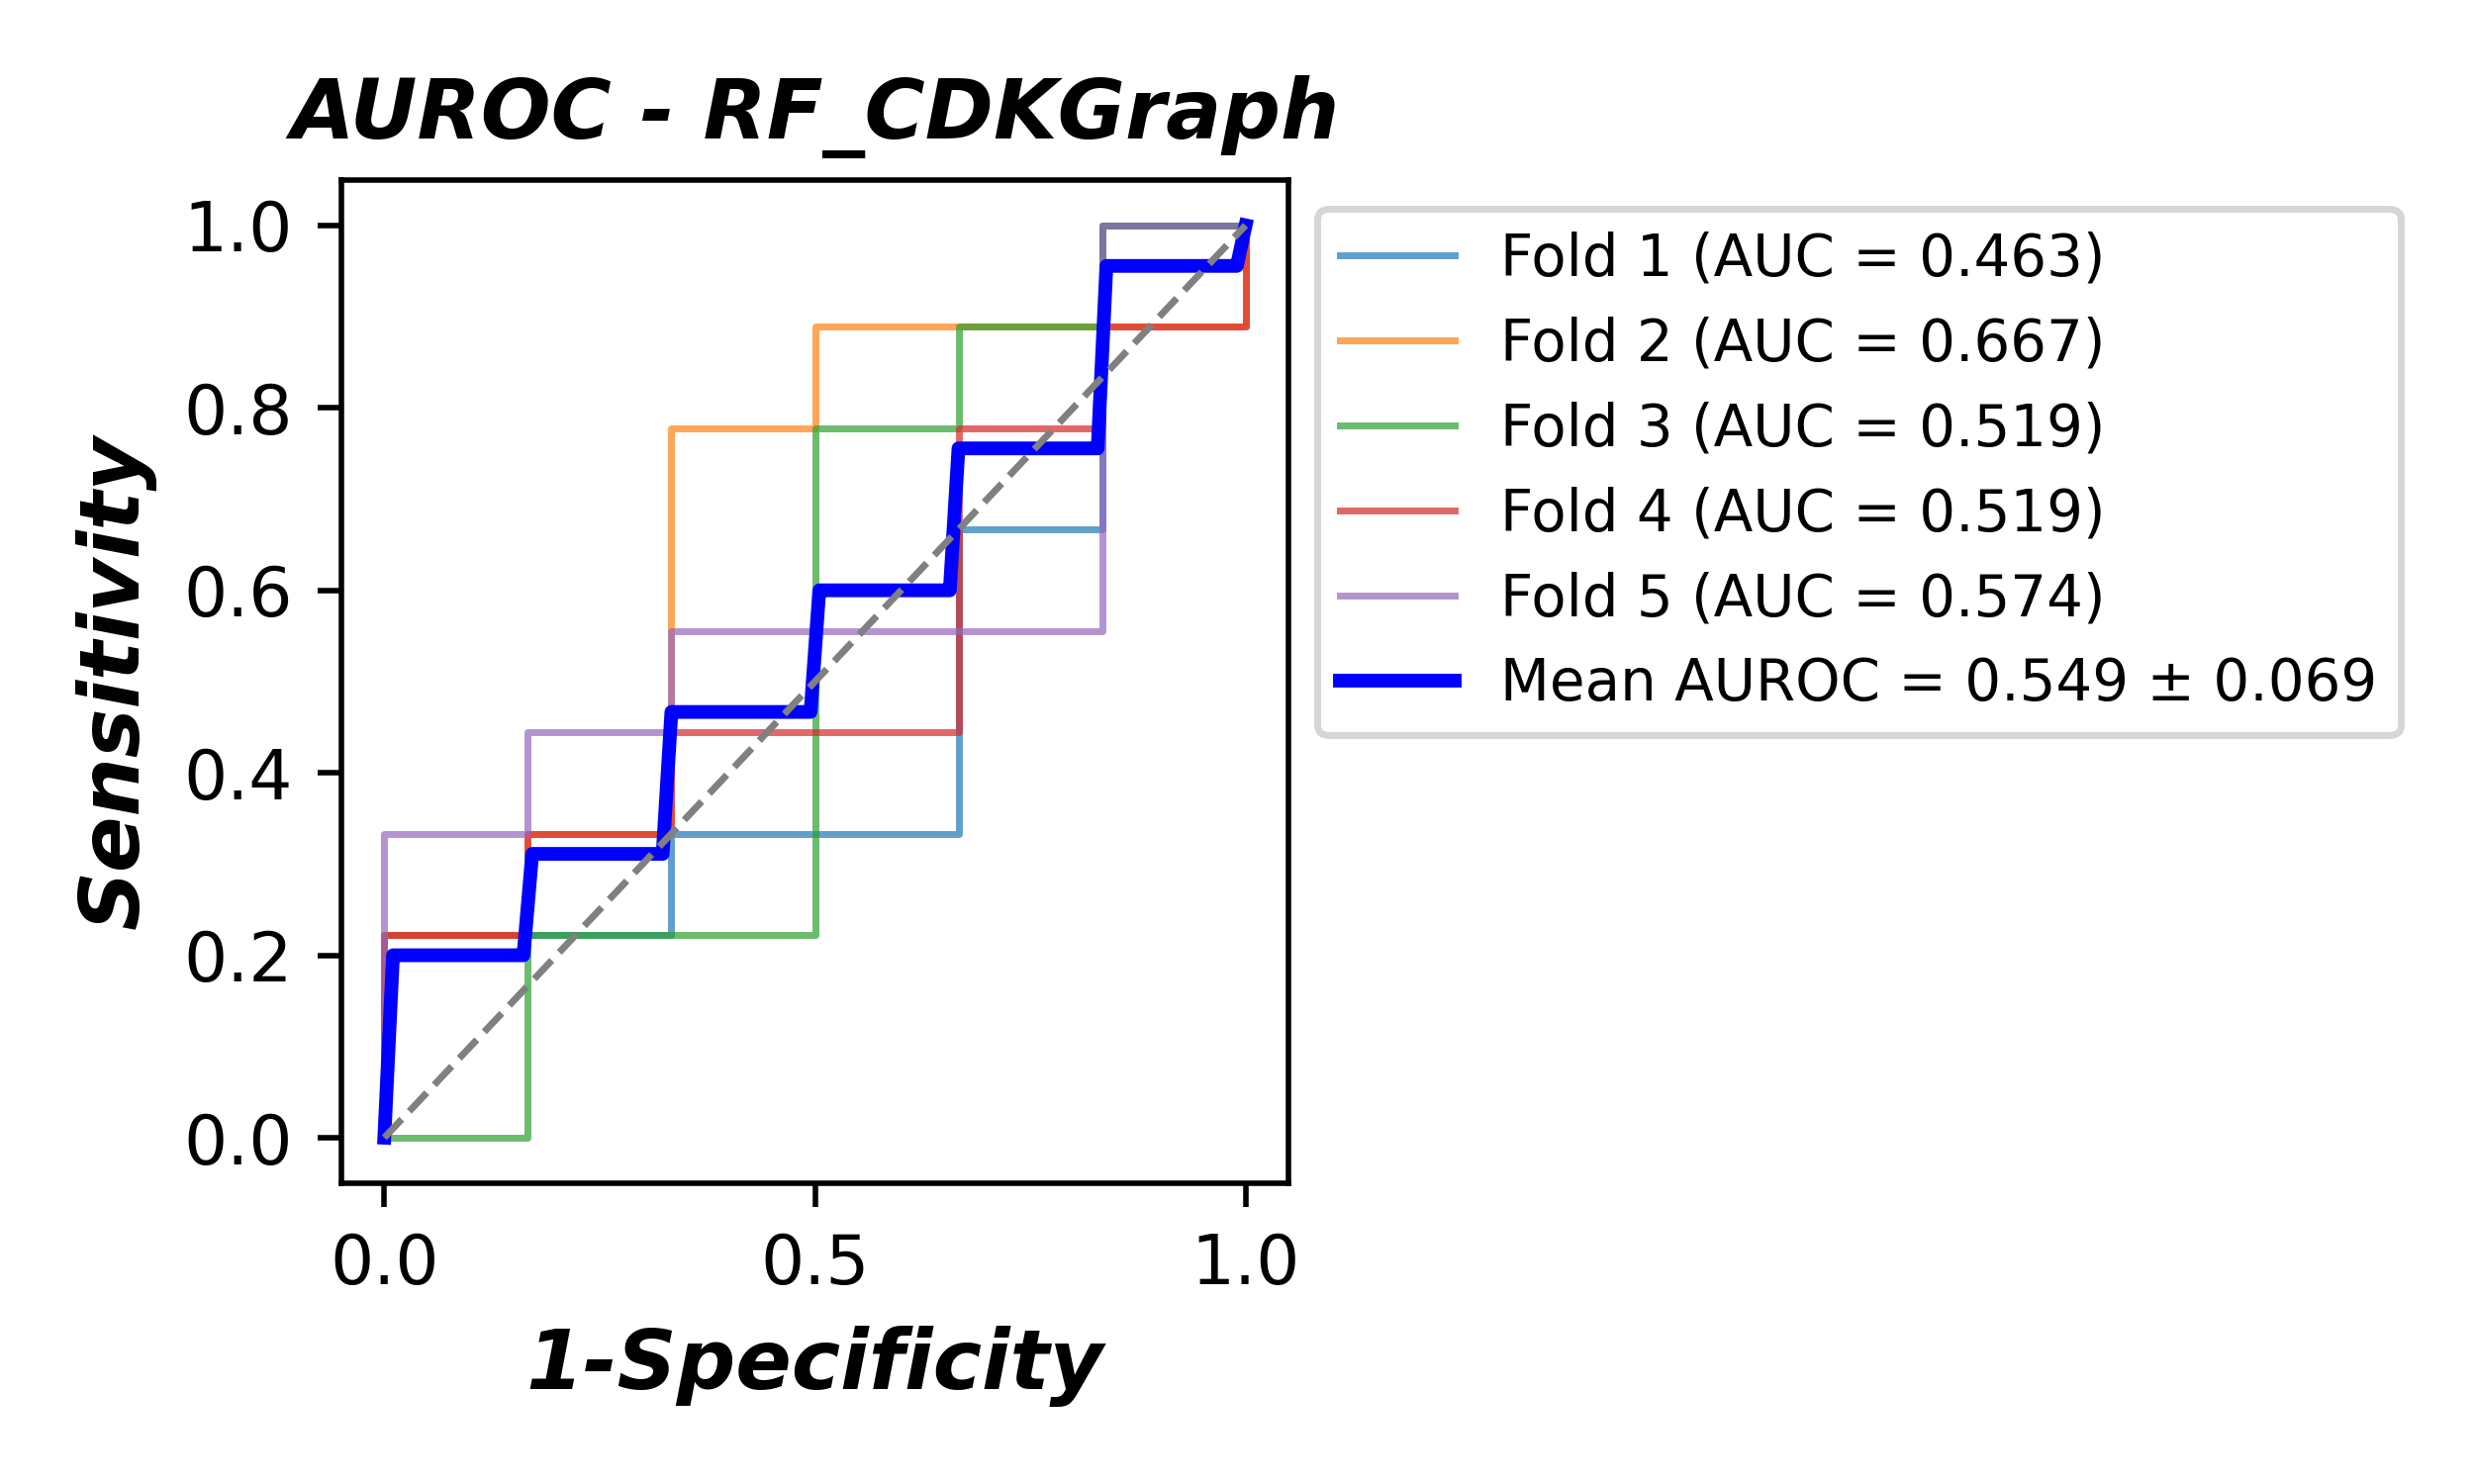 AUROC - RF_CDKGraph
Sensitivity
1.0
0.8
0.6
0.4
0.2
0.0
0.0
0.5
1.0
1-Specificity
Fold 1 (AUC = 0.463)
Fold 2 (AUC = 0.667)
Fold 3 (AUC = 0.519)
Fold 4 (AUC = 0.519)
Fold 5 (AUC = 0.574)
Mean AUROC = 0.549 ± 0.069